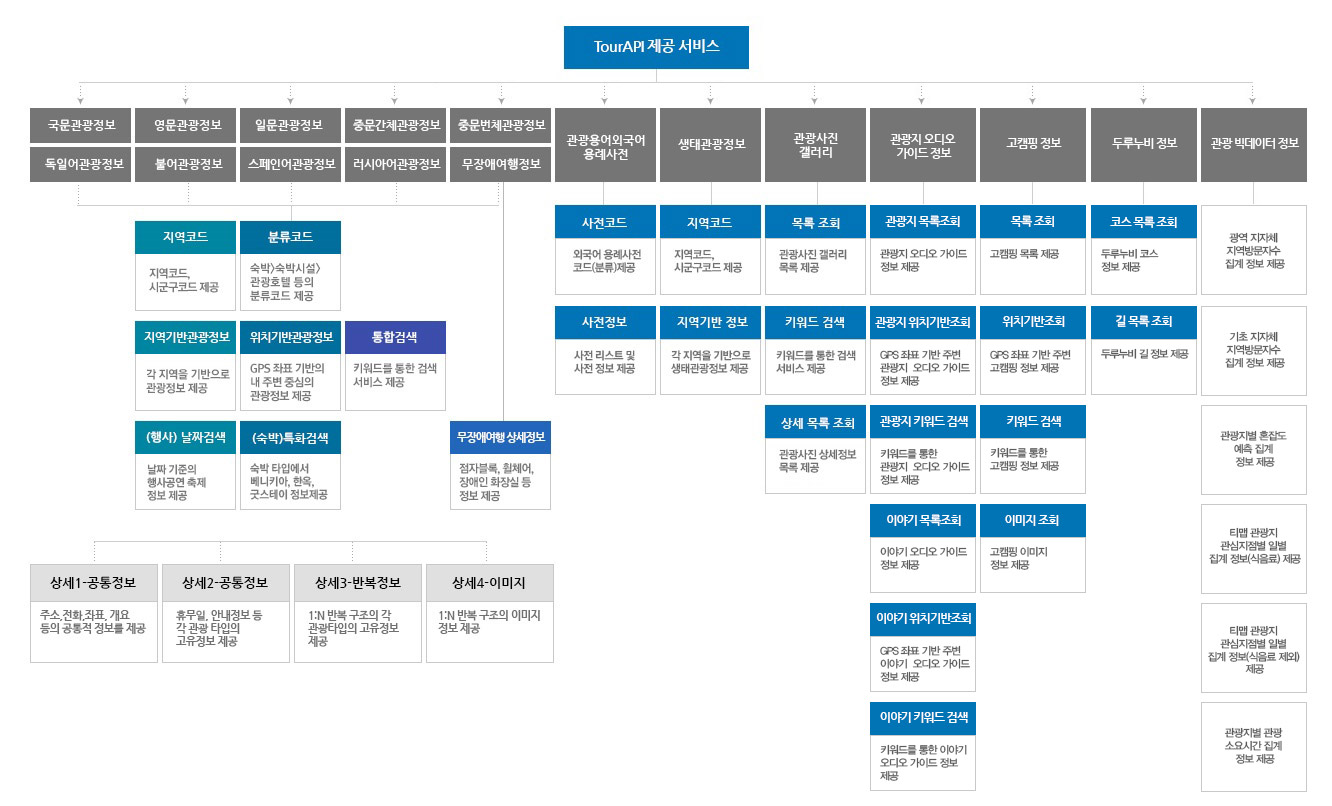 TourAPI 제공 서비스
국문관광정보
영문관광정보
일문관광정보
중문간체관광정보
중문번체관광정보
독일어관광정보
불어관광정보
스페인어관광정보
러시아어관광정보
무장애여행정보
관광용어외국어
용례사전
생태관광정보
관광사진
갤러리
관광지 오디오
가이드 정보
고캠핑 정보
두루누비 정보
관광 빅데이터 정보
지역코드
지역코드,
시군구코드 제공
분류코드
숙박>숙박시설>
관광호텔 등의
분류코드 제공
지역기반관광정보
각 지역을 기반으로
관광정보 제공
위치기반관광정보
GPS 좌표 기반의
내 주변 중심의
관광정보 제공
통합검색
키워드를 통한 검색
서비스 제공
(행사) 날짜검색
날짜 기준의
행사공연 축제
정보 제공
(숙박)특화검색
숙박 타입에서
베니키아, 한옥,
굿스테이 정보제공
무장애여행 상세정보
점자블록, 휠체어,
장애인 화장실 등
정보 제공
상세1-공통정보
주소,전화,좌표, 개요
등의 공통적 정보를 제공
상세2-공통정보
휴무일, 안내정보 등
각 관광 타입의
고유정보 제공
상세3-반복정보
1:N 반복 구조의 각
관광타입의 고유정보
제공
상세4-이미지
1:N 반복 구조의 이미지
정보 제공
사전코드
외국어 용례사전
코드(분류)제공
사전정보
사전 리스트 및
사전 정보 제공
지역코드
지역코드,
시군구코드 제공
지역기반 정보
각 지역을 기반으로
생태관광정보 제공
목록 조회
관광사진 갤러리
목록 제공
키워드 검색
키워드를 통한 검색
서비스 제공
상세 목록 조회
관광사진 상세정보
목록 제공
관광지 목록조회
관광지 오디오 가이드
정보 제공
관광지 위치기반조회
GPS 좌표 기반 주변
관광지 오디오 가이드
정보 제공
관광지 키워드 검색
키워드를 통한
관광지 오디오 가이드
정보 제공
이야기 목록조회
이야기 오디오 가이드
정보 제공
이야기 위치기반조회
GPS 좌표 기반 주변
이야기 오디오 가이드
정보 제공
이야기 키워드 검색
키워드를 통한 이야기
오디오 가이드 정보
제공
목록 조회
고캠핑 목록 제공
위치기반조회
GPS 좌표 기반 주변
고캠핑 정보 제공
키워드 검색
키워드를 통한
고캠핑 정보 제공
이미지 조회
고캠핑 이미지
정보 제공
코스 목록 조회
두루누비 코스
정보 제공
길 목록 조회
두루누비 길 정보 제공
광역 지자체
지역방문자수
집계 정보 제공
기초 지자체
지역방문자수
집계 정보 제공
관광지별 혼잡도
예측 집계
정보 제공
티맵 관광지
관심지점별 일별
집계 정보(식음료) 제공
티맵 관광지
관심지점별 일별
집계 정보(식음료 제외)
제공
관광지별 관광
소요시간 집계
정보 제공